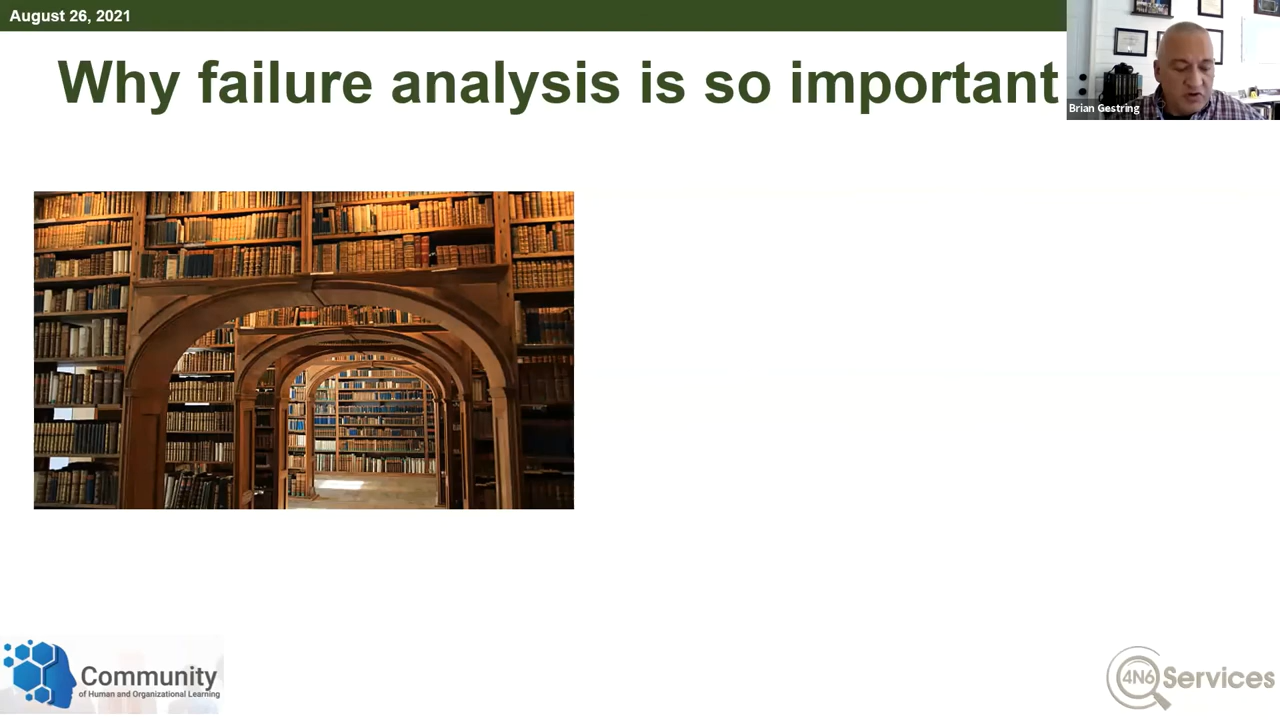 August 26, 2021
Why failure analysis is so important
Brian Gestring
Community
of Human and Organizational Learning
4N6 Services